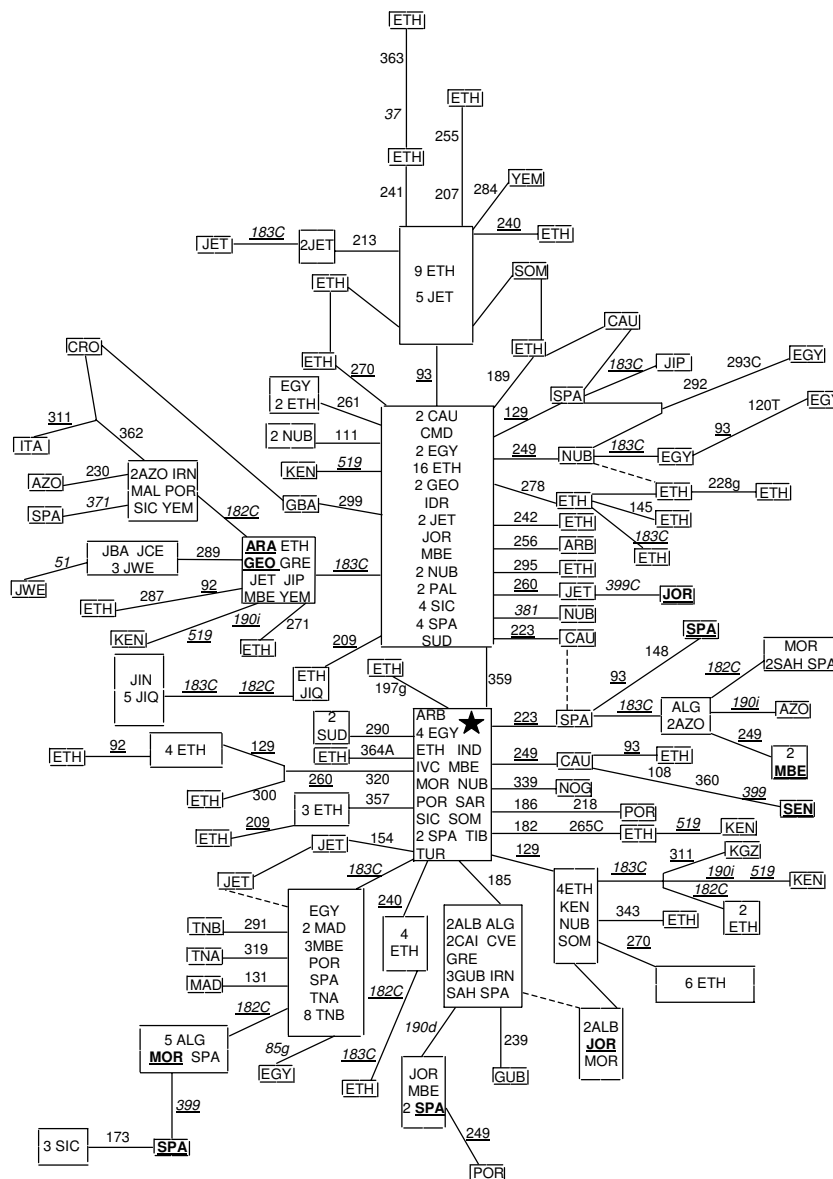 ETH
363
37
ETH
255
ETH
241
207
284
YEM
240
ETH
JET
183C
2JET
213
9 ETH
5 JET
ETH
SOM
ETH
270
93
189
ETH
CAU
CRO
EGY
2 ETH
261
2 CAU
CMD
2 EGY
16 ETH
2 GEO
IDR
2 JET
JOR
MBE
2 NUB
2 PAL
4 SIC
4 SPA
SUD
129
SPA
183C
JIP
292
293C
EGY
120T
EGY
311
ITA
362
2 NUB
111
249
NUB
183C
EGY
93
AZO
230
2AZO IRN
MAL POR
SIC YEM
KEN
519
278
ETH
ETH
228g
ETH
SPA
371
182C
GBA
299
145
ETH
242
ETH
183C
ETH
JBA JCE
3 JWE
289
ARA ETH
GEO GRE
JET JIP
MBE YEM
183C
256
ARB
51
JWE
295
ETH
ETH
287
92
260
JET
399C
JOR
KEN
519
190i
271
ETH
381
NUB
223
CAU
209
JIN
5 JIQ
183C
182C
ETH
JIQ
ETH
197g
359
SPA
148
93
MOR
2SAH SPA
182C
ARB
4 EGY
ETH IND
IVC MBE
MOR NUB
POR SAR
SIC SOM
2 SPA TIB
TUR
223
SPA
183C
ALG
2AZO
190i
AZO
2
SUD
290
249
2
MBE
ETH
92
4 ETH
129
ETH
364A
249
CAU
93
ETH
108
360
399
SEN
260
320
339
NOG
ETH
300
3 ETH
357
186
218
POR
ETH
209
182
265C
ETH
519
KEN
JET
154
129
JET
183C
185
4ETH
KEN
NUB
SOM
183C
311
KGZ
190i
519
KEN
182C
2
ETH
EGY
2 MAD
3MBE
POR
SPA
TNA
8 TNB
240
4
ETH
2ALB ALG
2CAI CVE
GRE
3GUB IRN
SAH SPA
343
ETH
TNB
291
TNA
319
270
6 ETH
MAD
131
182C
182C
5 ALG
MOR SPA
85g
EGY
183C
ETH
190d
239
GUB
2ALB
JOR
MOR
JOR
MBE
2 SPA
399
3 SIC
173
SPA
249
POR